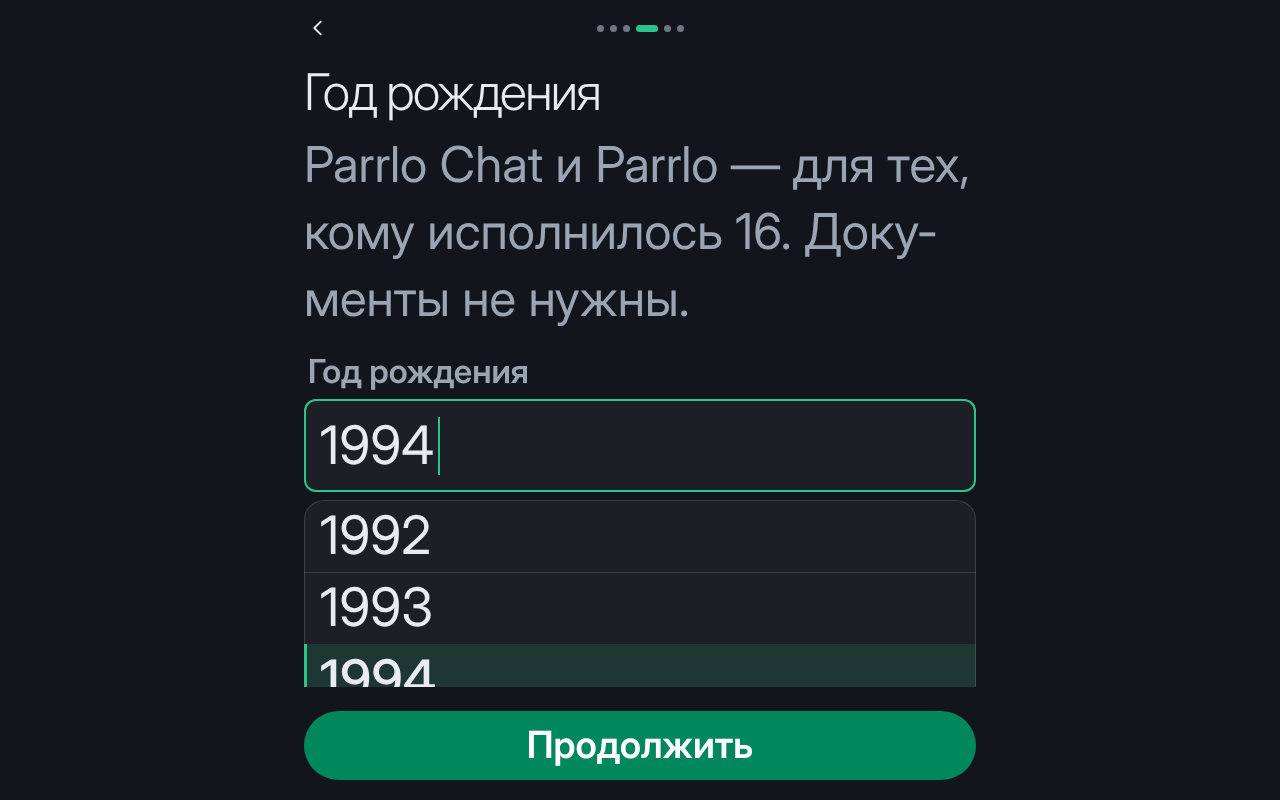 Год рождения
Parrlo Chat и Parrlo — для тех,
кому исполнилось 16. Доку-
менты не нужны.
Год рождения
1994
1992
1993
1994
Продолжить